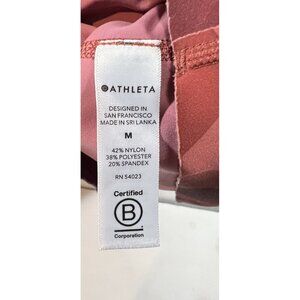 ATHLETA
DESIGNED IN
SAN FRANCISCO
MADE IN SRI LANKA
M
42% NYLON
38% POLYESTER
20% SPANDEX
RN 54023
Certified
B
Corporation